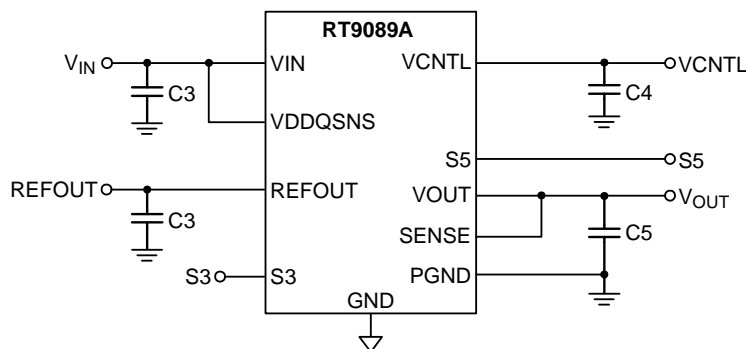 RT9089A
VIN
VIN
VCNTL
VCNTL
C3
C4
VDDQSNS
S5
S5
REFOUT
REFOUT
VOUT
VOUT
C3
SENSE
C5
S3
S3
PGND
GND